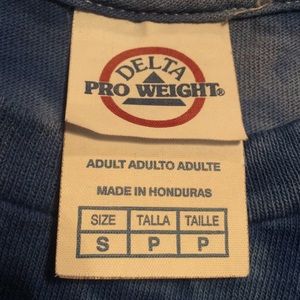 DELTA
PRO WEIGHT®
ADULT ADULTO ADULTE
MADE IN HONDURAS
SIZE TALLA TAILLE
S P P